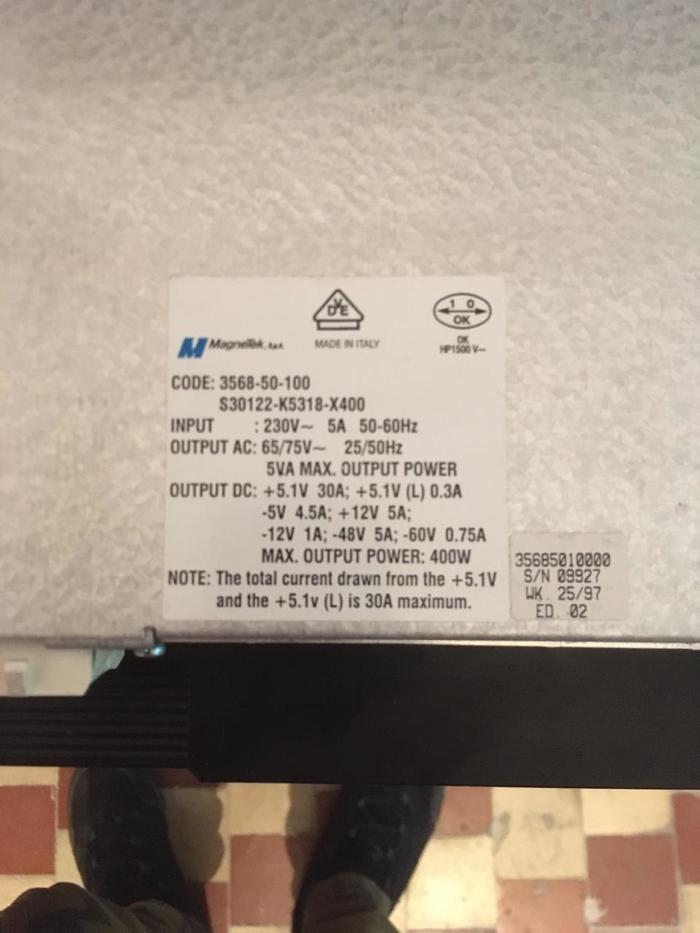 VDE
1 0
OK
MagneTek, S.p.A.
MADE IN ITALY
OK
HP1500 V~
CODE: 3568-50-100
S30122-K5318-X400
INPUT : 230V~ 5A 50-60Hz
OUTPUT AC: 65/75V~ 25/50Hz
5VA MAX. OUTPUT POWER
OUTPUT DC: +5.1V 30A; +5.1V (L) 0.3A
-5V 4.5A; +12V 5A;
-12V 1A; -48V 5A; -60V 0.75A
MAX. OUTPUT POWER: 400W
NOTE: The total current drawn from the +5.1V
and the +5.1v (L) is 30A maximum.
35685010000
S/N 09927
WK. 25/97
ED. 02